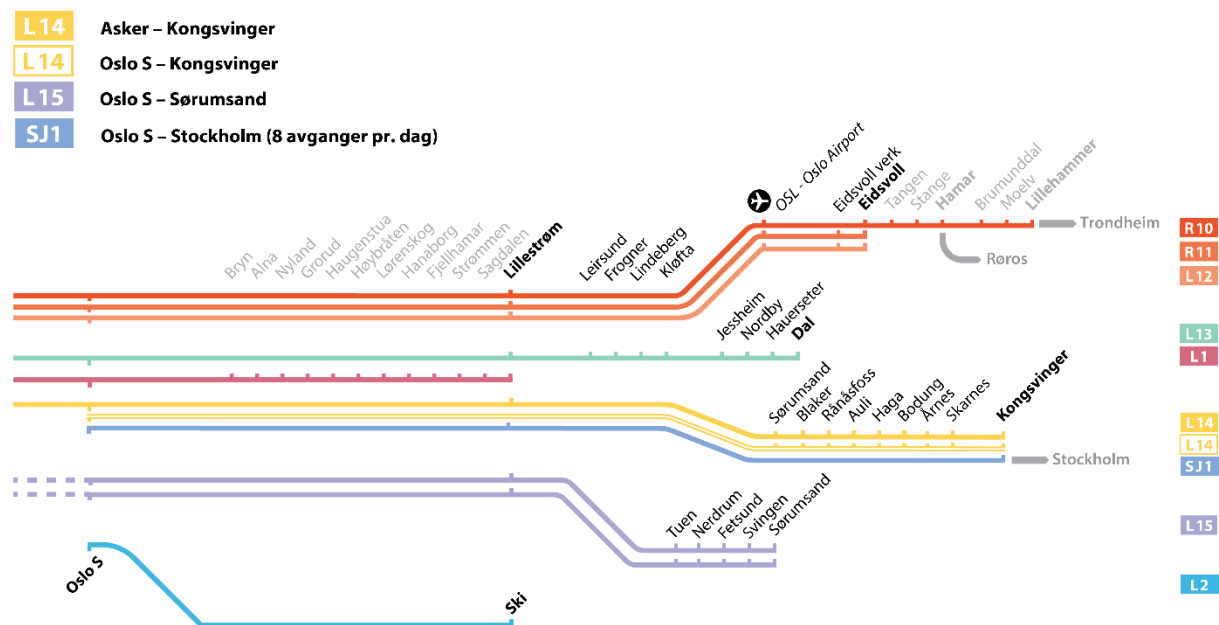 L14 Asker – Kongsvinger
L14 Oslo S – Kongsvinger
L15 Oslo S – Sørumsand
SJ1 Oslo S – Stockholm (8 avganger pr. dag)
Bryn
Alna
Nyland
Grorud
Haugenstua
Høybråten
Lørenskog
Hanaborg
Fjellhamar
Strømmen
Sagdalen
Lillestrøm
Leirsund
Frogner
Lindeberg
Kløfta
OSL - Oslo Airport
Eidsvoll verk
Eidsvoll
Tangen
Stange
Hamar
Brumunddal
Moelv
Lillehammer
Trondheim
Røros
R10
R11
L12
Jessheim
Nordby
Hauerseter
Dal
L13
L1
Sørumsand
Blaker
Rånåsfoss
Auli
Haga
Bodung
Årnes
Skarnes
Kongsvinger
Stockholm
L14
L14
SJ1
Tuen
Nerdrum
Fetsund
Svingen
Sørumsand
L15
Oslo S
Ski
L2